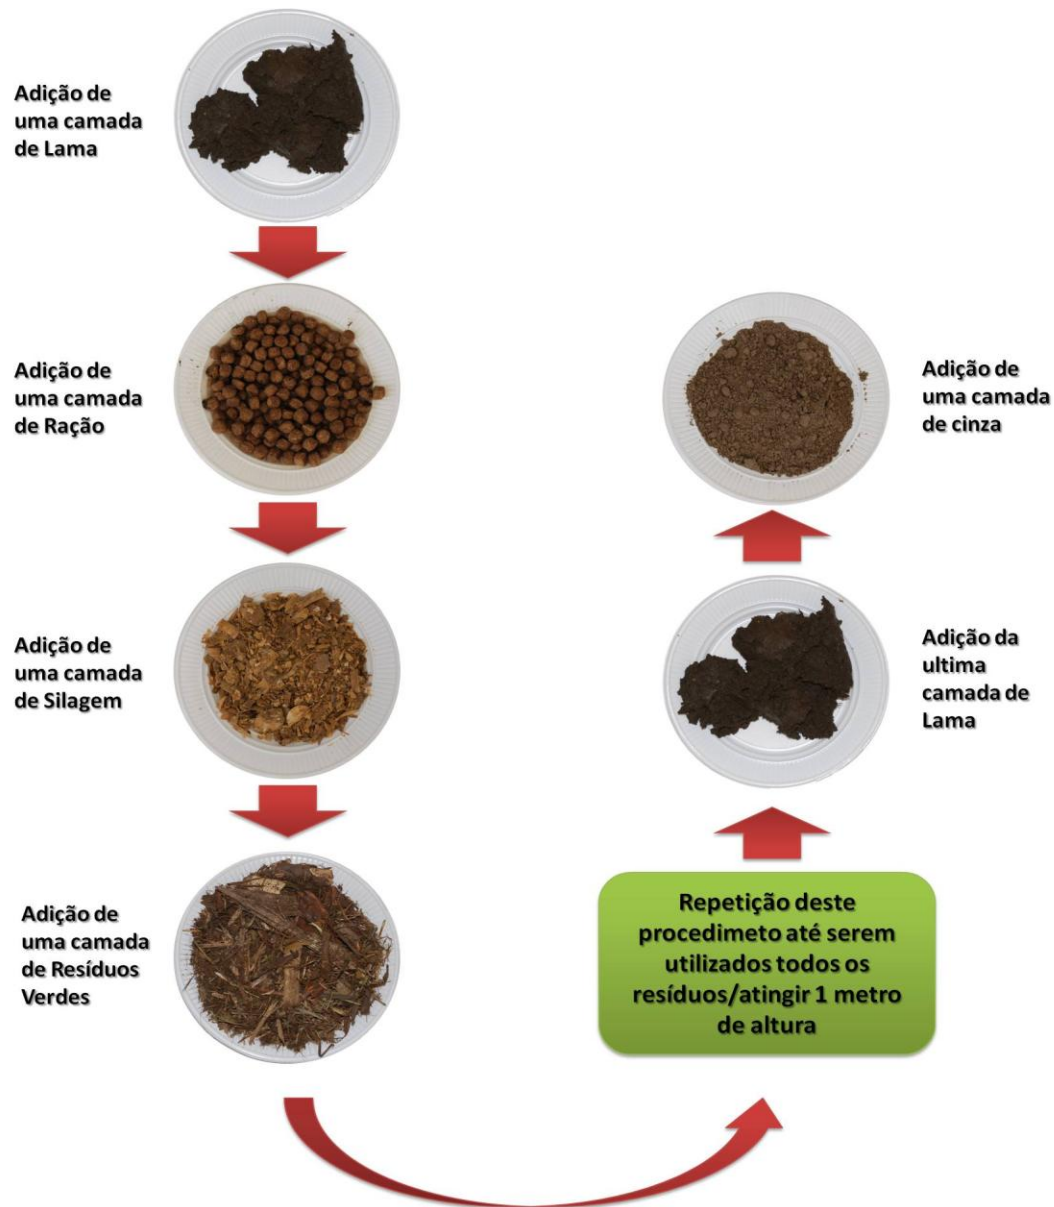 Adição de
uma camada
de Lama
Adição de
uma camada
de Ração
Adição de
uma camada
de Silagem
Adição de
uma camada
de Resíduos
Verdes
Repetição deste
procedimeto até serem
utilizados todos os
resíduos/atingir 1 metro
de altura
Adição da
ultima
camada de
Lama
Adição de
uma camada
de cinza